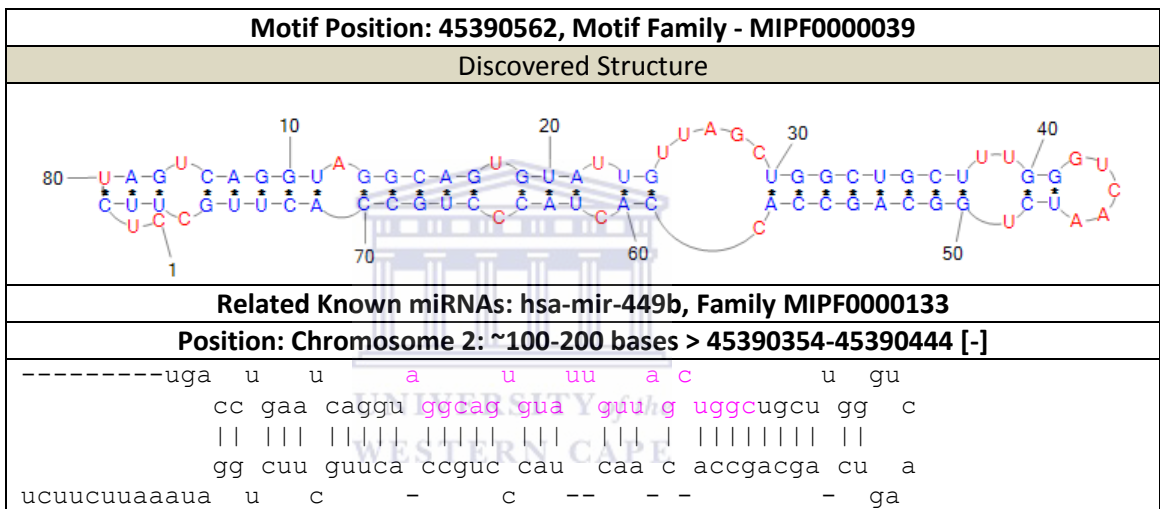 Motif Position: 45390562, Motif Family - MIPF0000039
Discovered Structure
10 20 30 40
80
1 70 60 50
Related Known miRNAs: hsa-mir-449b, Family MIPF0000133
Position: Chromosome 2: ~100-200 bases > 45390354-45390444 [-]
---------uga u u a u uu a c u gu
cc gaa caggu ggcag gua guu g uggcugcu gg c
|| ||| ||||| ||||| ||| ||| | |||||||| ||
gg cuu guuca ccguc cau caa c accgacga cu a
ucuucuuaaaua u c - c -- - - - ga
UNIVERSITY of the
WESTERN CAPE